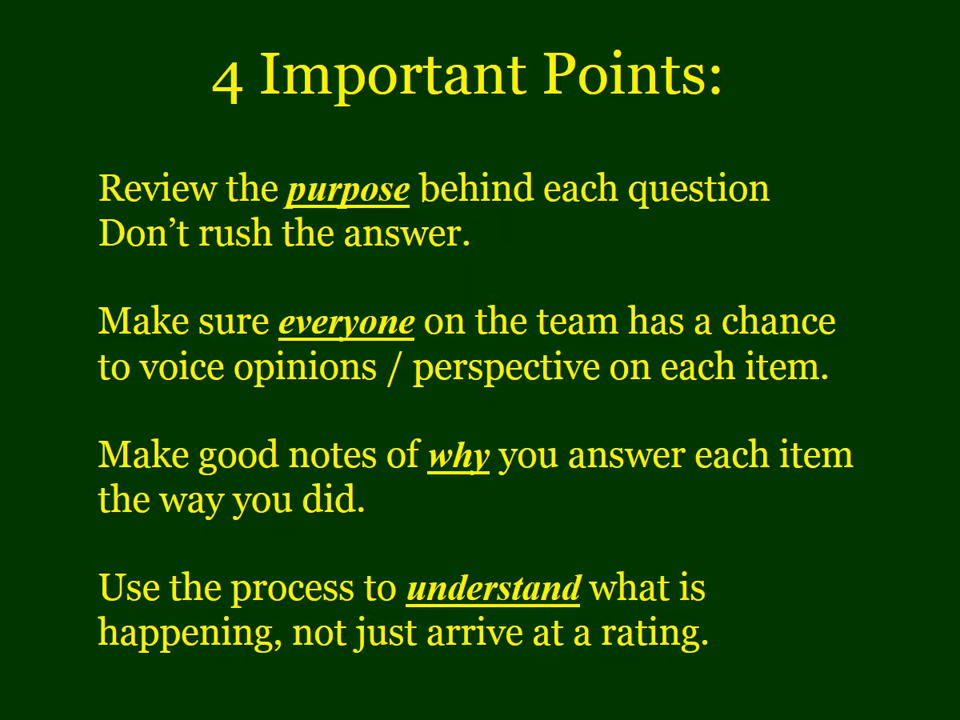 4 Important Points:
Review the purpose behind each question
Don’t rush the answer.
Make sure everyone on the team has a chance
to voice opinions / perspective on each item.
Make good notes of why you answer each item
the way you did.
Use the process to understand what is
happening, not just arrive at a rating.